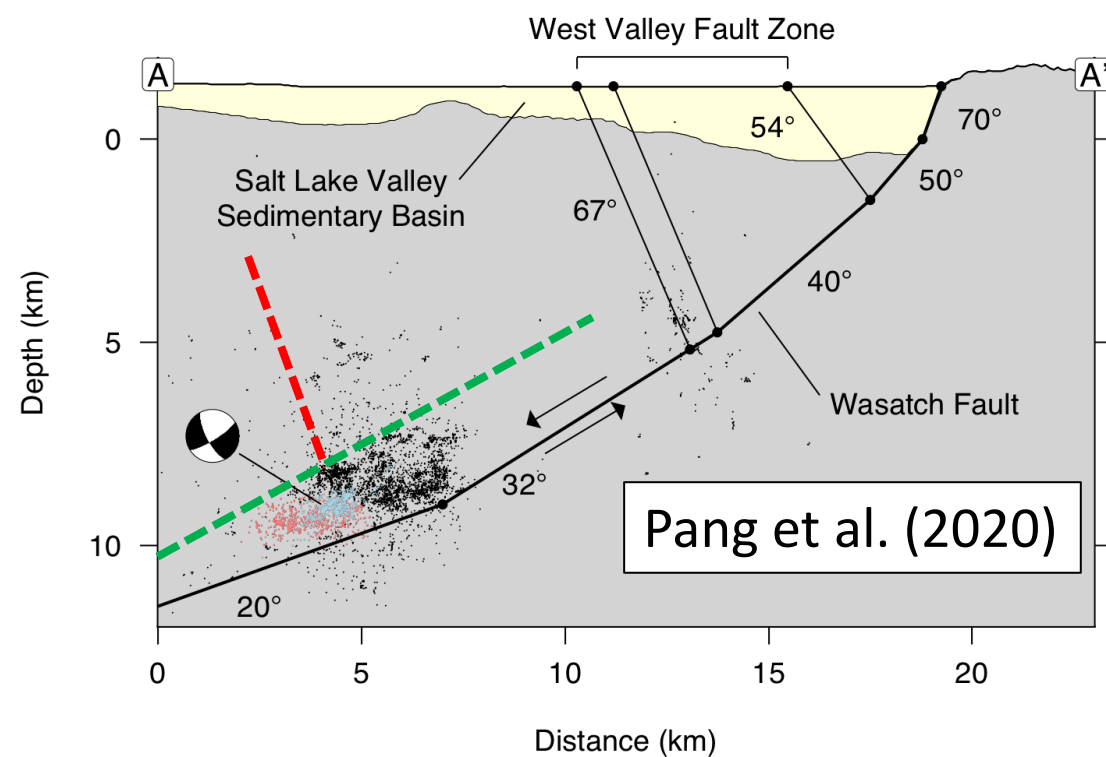 West Valley Fault Zone
A
A'
70°
54°
0
50°
Salt Lake Valley
Sedimentary Basin
67°
40°
Depth (km)
5
Wasatch Fault
32°
Pang et al. (2020)
10
20°
0
5
10
15
20
Distance (km)